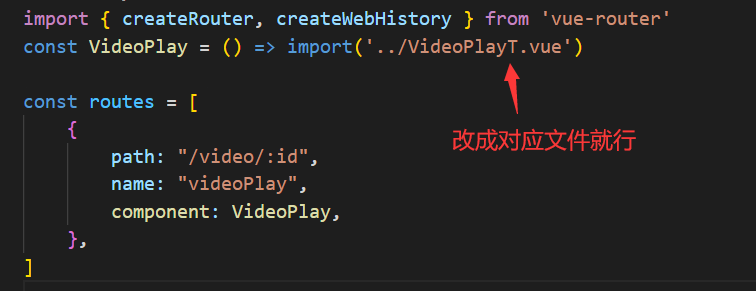 import { createRouter, createWebHistory } from 'vue-router'
const VideoPlay = () => import('../VideoPlayT.vue')
改成对应文件就行
const routes = [
{
path: "/video/:id",
name: "videoPlay",
component: VideoPlay,
},
]